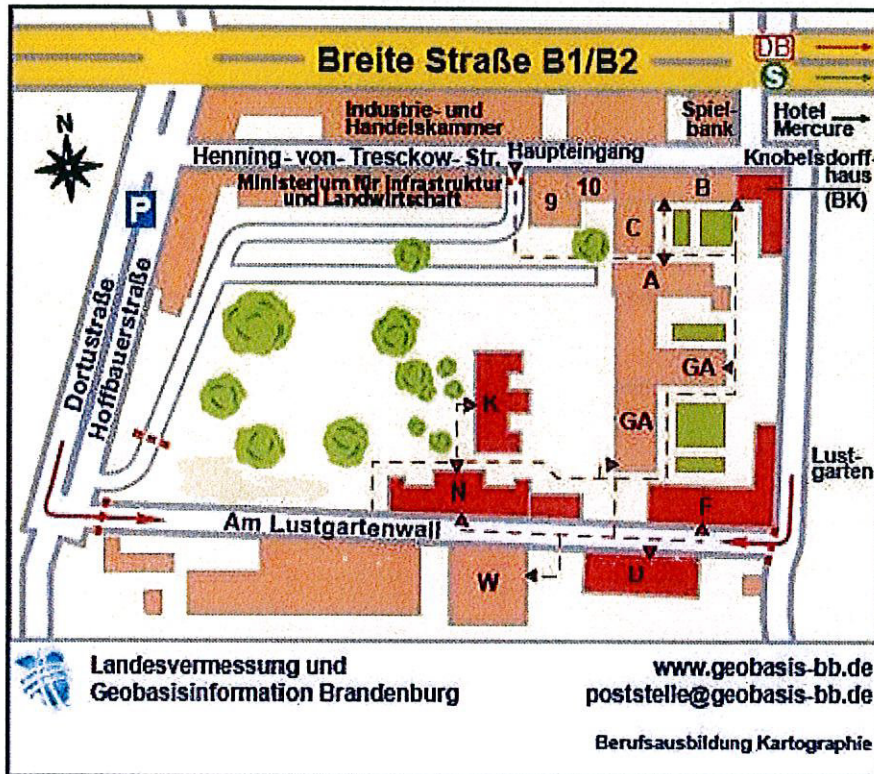 DB
Breite Straße B1/B2
S
N
Industrie- und
Handelskammer
Spiel-
bank
Hotel
Mercure
Henning-von-Tresckow-Str.
Haupteingang
Knobelsdorff-
haus
(BK)
Ministerium für Infrastruktur
und Landwirtschaft
P
9
10
B
C
A
Dortustraße
Hoffbauerstraße
GA
K
GA
Lust-
garten
N
F
Am Lustgartenwall
W
D
Landesvermessung und
Geobasisinformation Brandenburg
www.geobasis-bb.de
poststelle@geobasis-bb.de
Berufsausbildung Kartographie